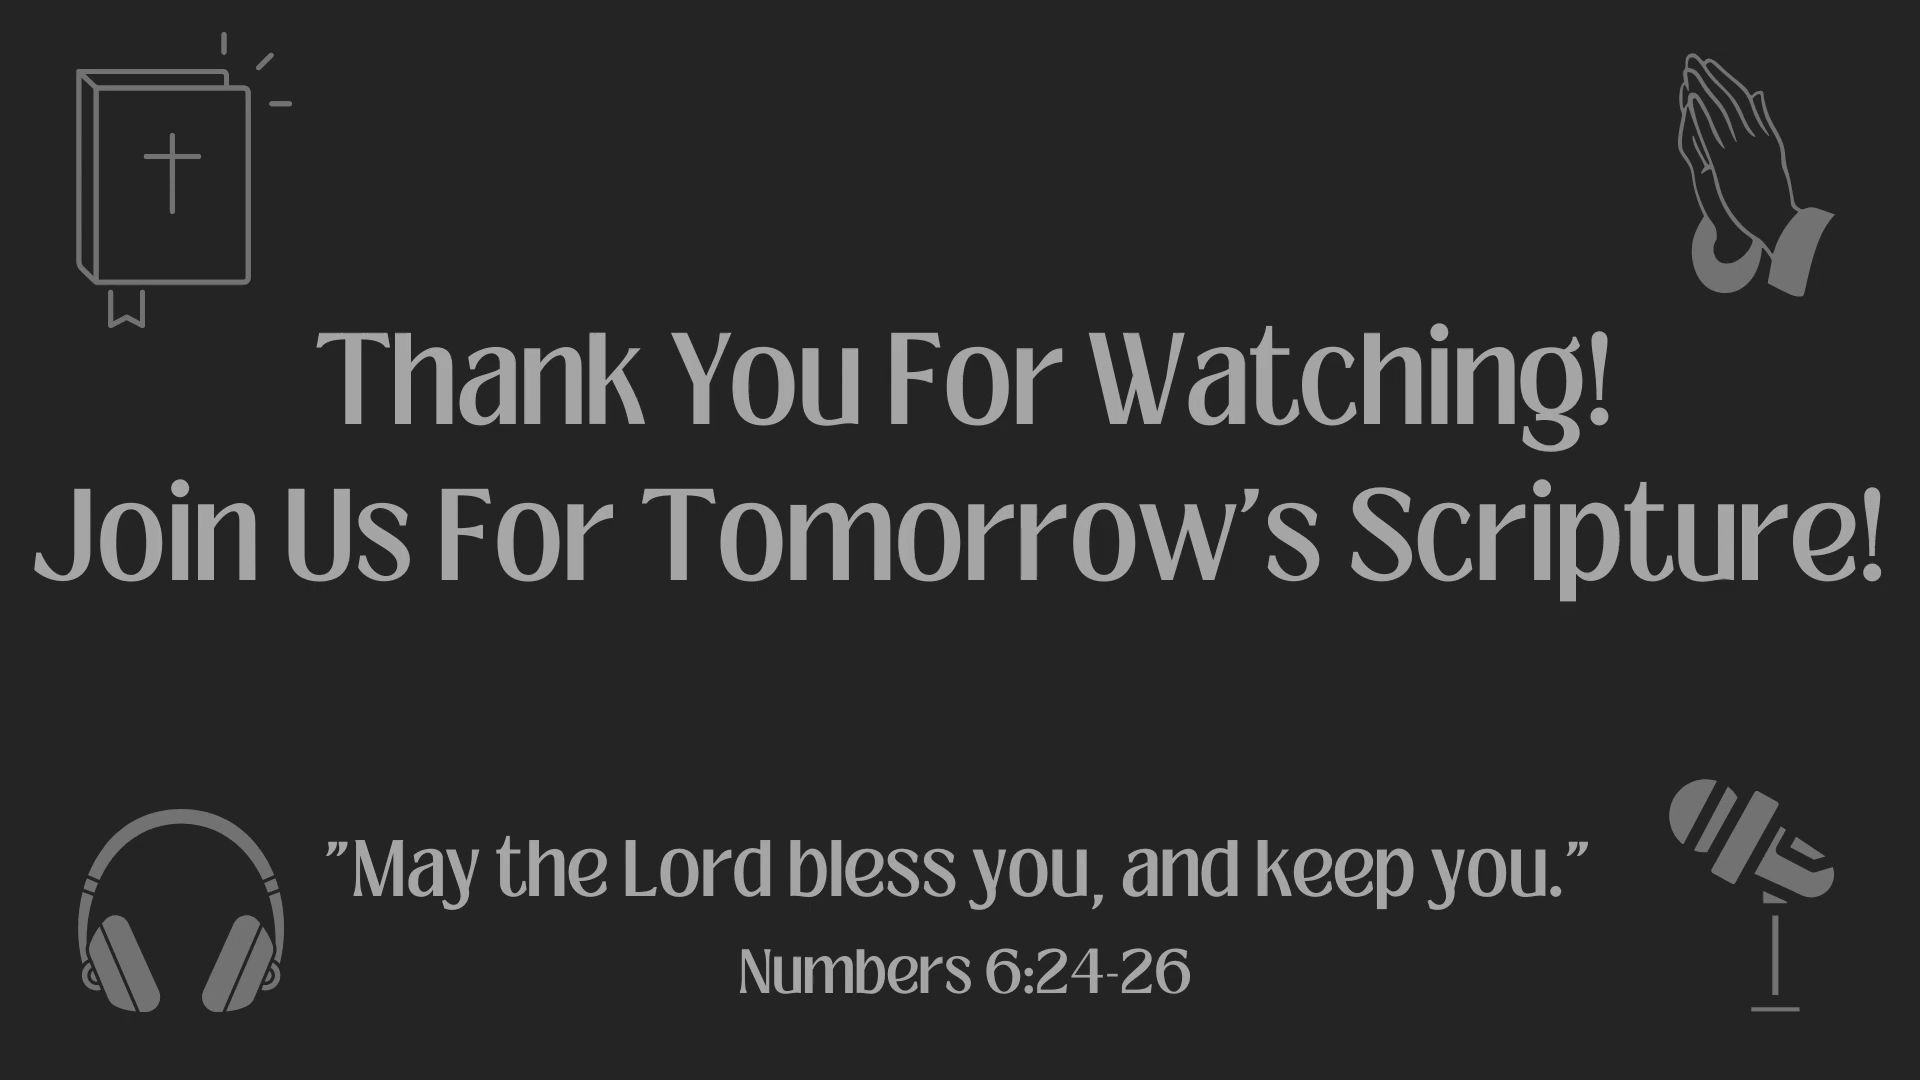 Thank You For Watching!
Join Us For Tomorrow's Scripture!
"May the Lord bless you, and keep you."
Numbers 6:24-26